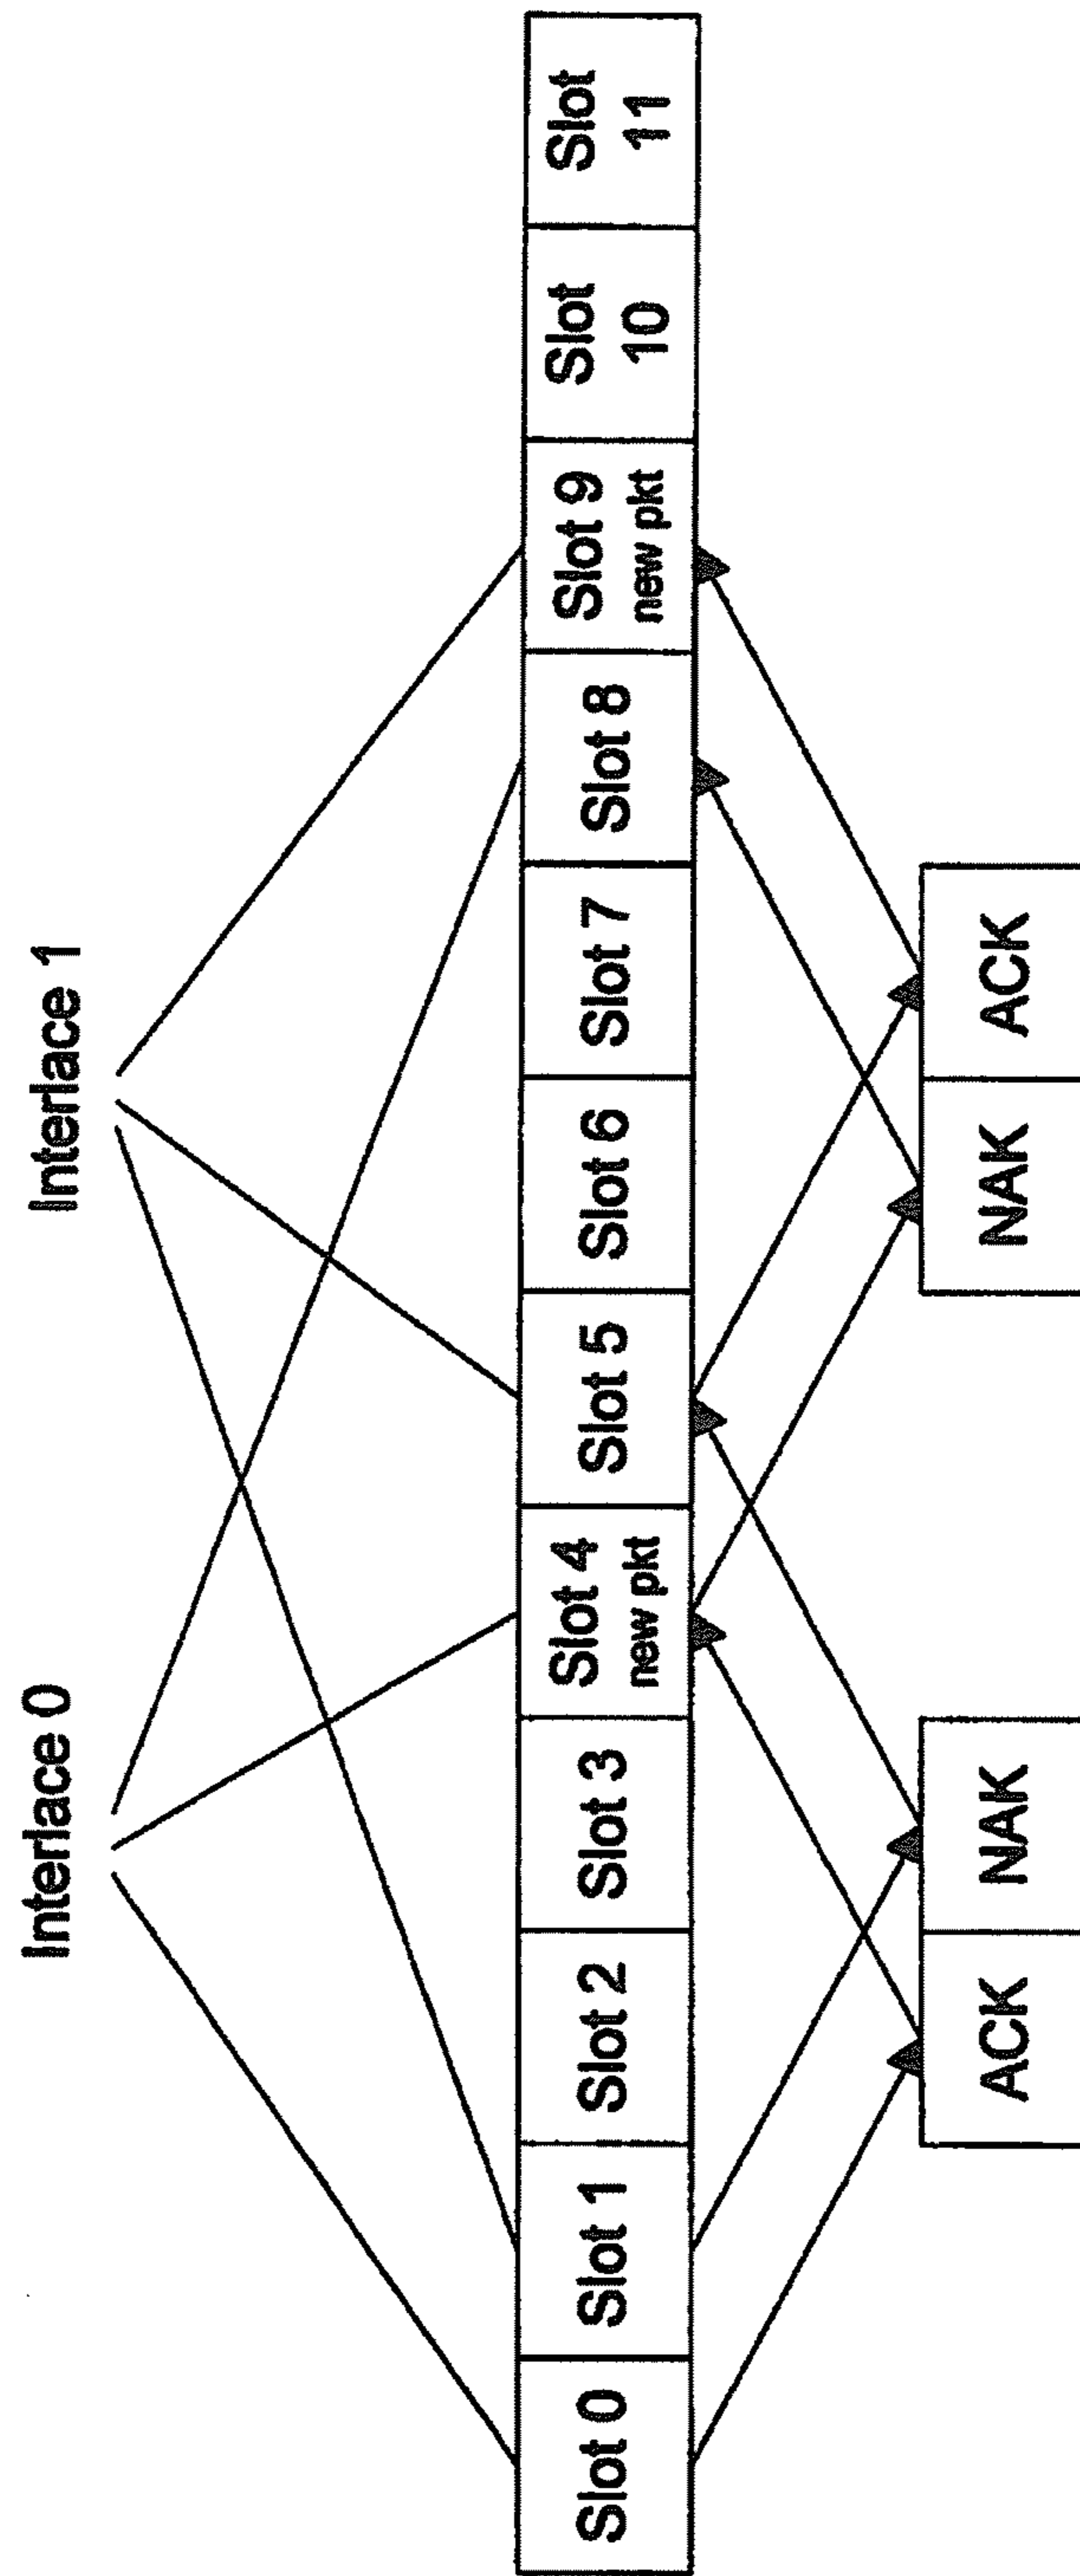 Interlace 0
Interlace 1
Slot 0
Slot 1
Slot 2
Slot 3
Slot 4
new pkt
Slot 5
Slot 6
Slot 7
Slot 8
Slot 9
new pkt
Slot
10
Slot
11
ACK
NAK
NAK
ACK